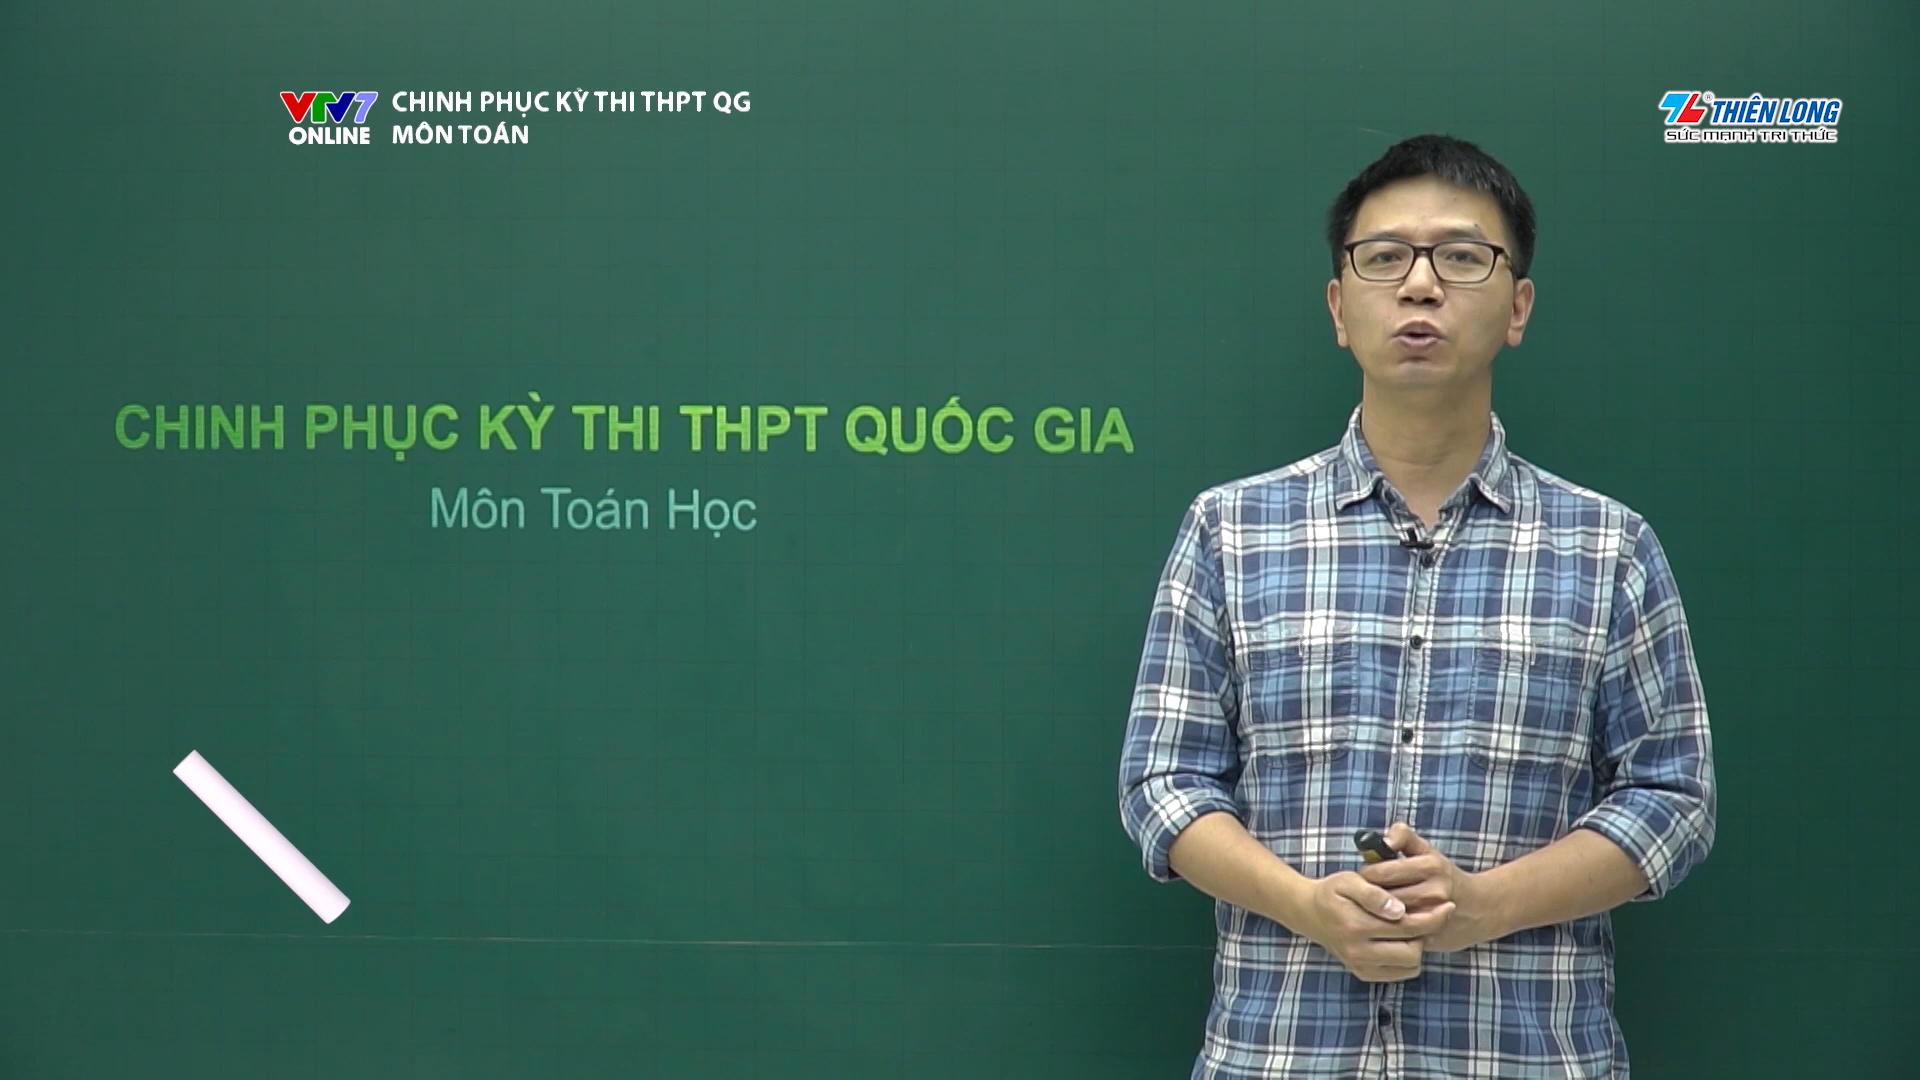 VTV7
ONLINE
CHINH PHỤC KỲ THI THPT QG
MÔN TOÁN
TL® THIÊN LONG
SỨC MẠNH TRI THỨC
CHINH PHỤC KỲ THI THPT QUỐC GIA
Môn Toán Học